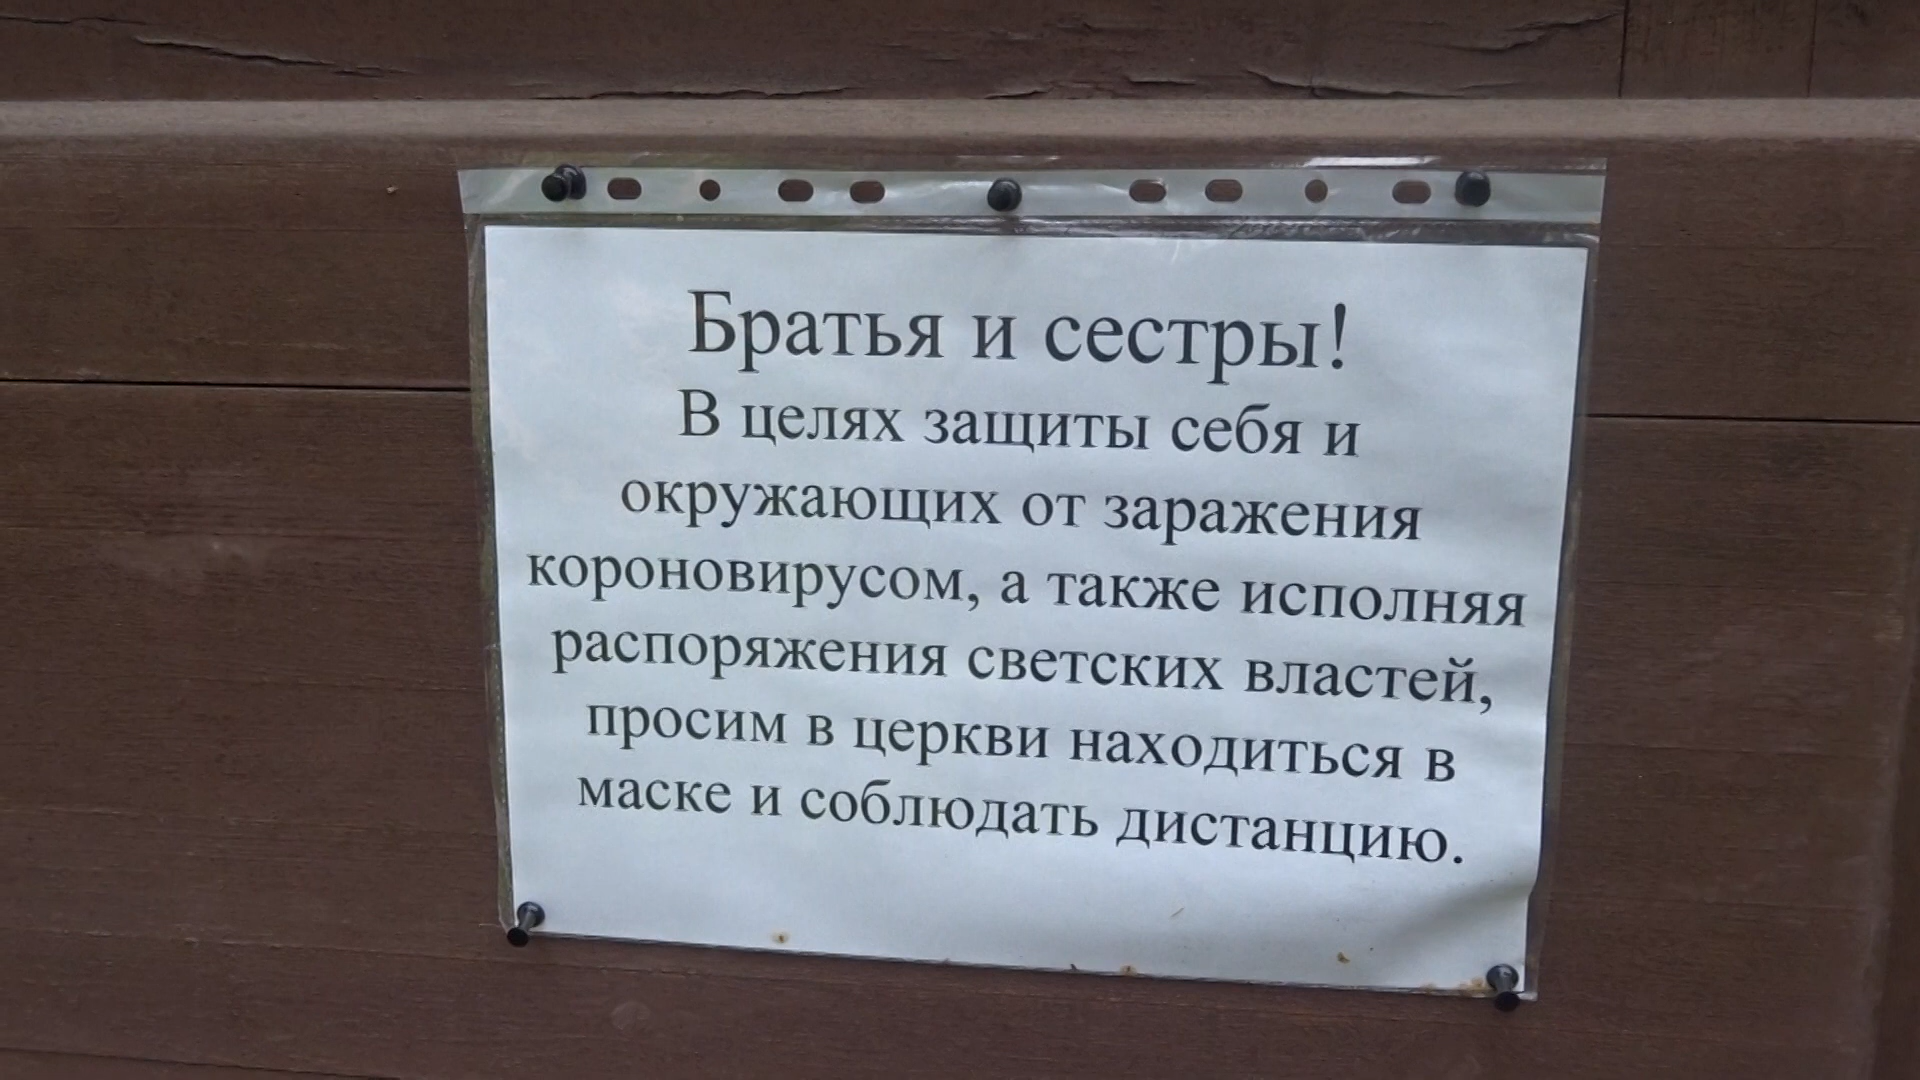 Братья и сестры!
В целях защиты себя и
окружающих от заражения
короновирусом, а также исполняя
распоряжения светских властей,
просим в церкви находиться в
маске и соблюдать дистанцию.